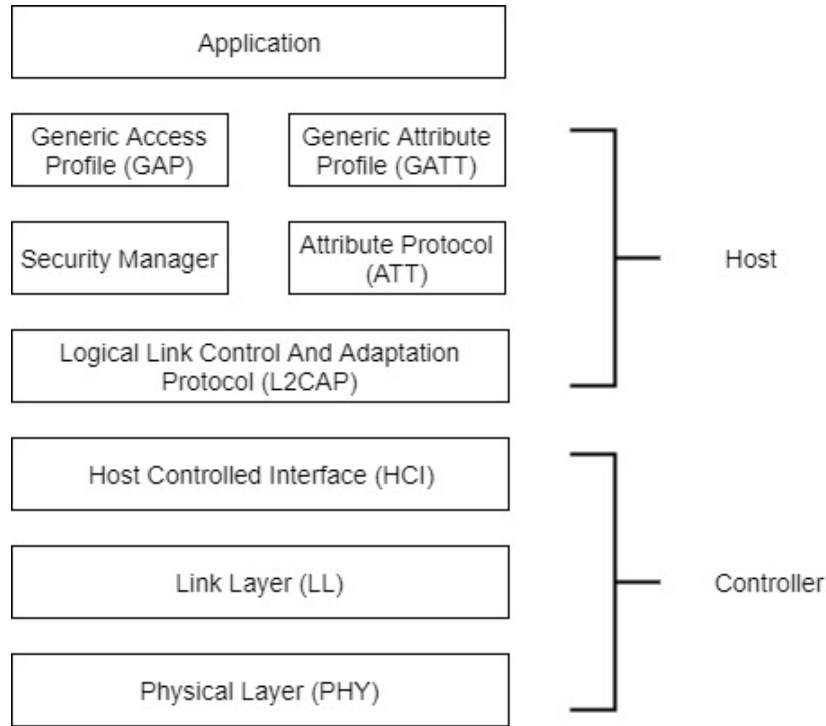 Application
Generic Access
Profile (GAP)
Generic Attribute
Profile (GATT)
Security Manager
Attribute Protocol
(ATT)
Host
Logical Link Control And Adaptation
Protocol (L2CAP)
Host Controlled Interface (HCI)
Link Layer (LL)
Controller
Physical Layer (PHY)